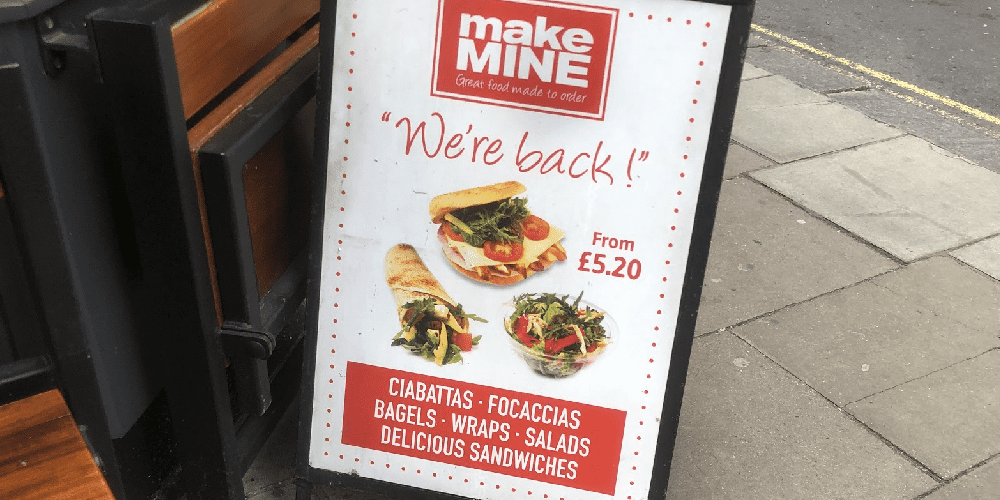 make
MINE
Great food made to order
"We're back!"
From
£5.20
CIABATTAS · FOCACCIAS
BAGELS · WRAPS · SALADS
DELICIOUS SANDWICHES